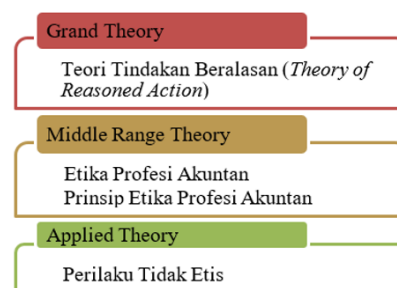 Grand Theory
Teori Tindakan Beralasan (Theory of
Reasoned Action)
Middle Range Theory
Etika Profesi Akuntan
Prinsip Etika Profesi Akuntan
Applied Theory
Perilaku Tidak Etis